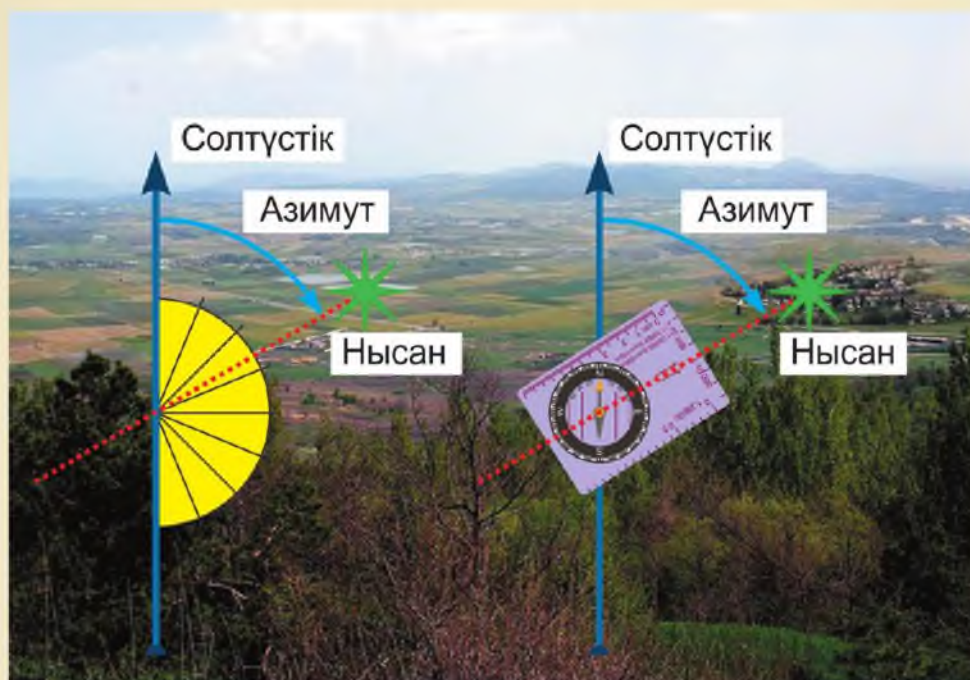 Солтүстік
Азимут
Нысан
Солтүстік
Азимут
Нысан